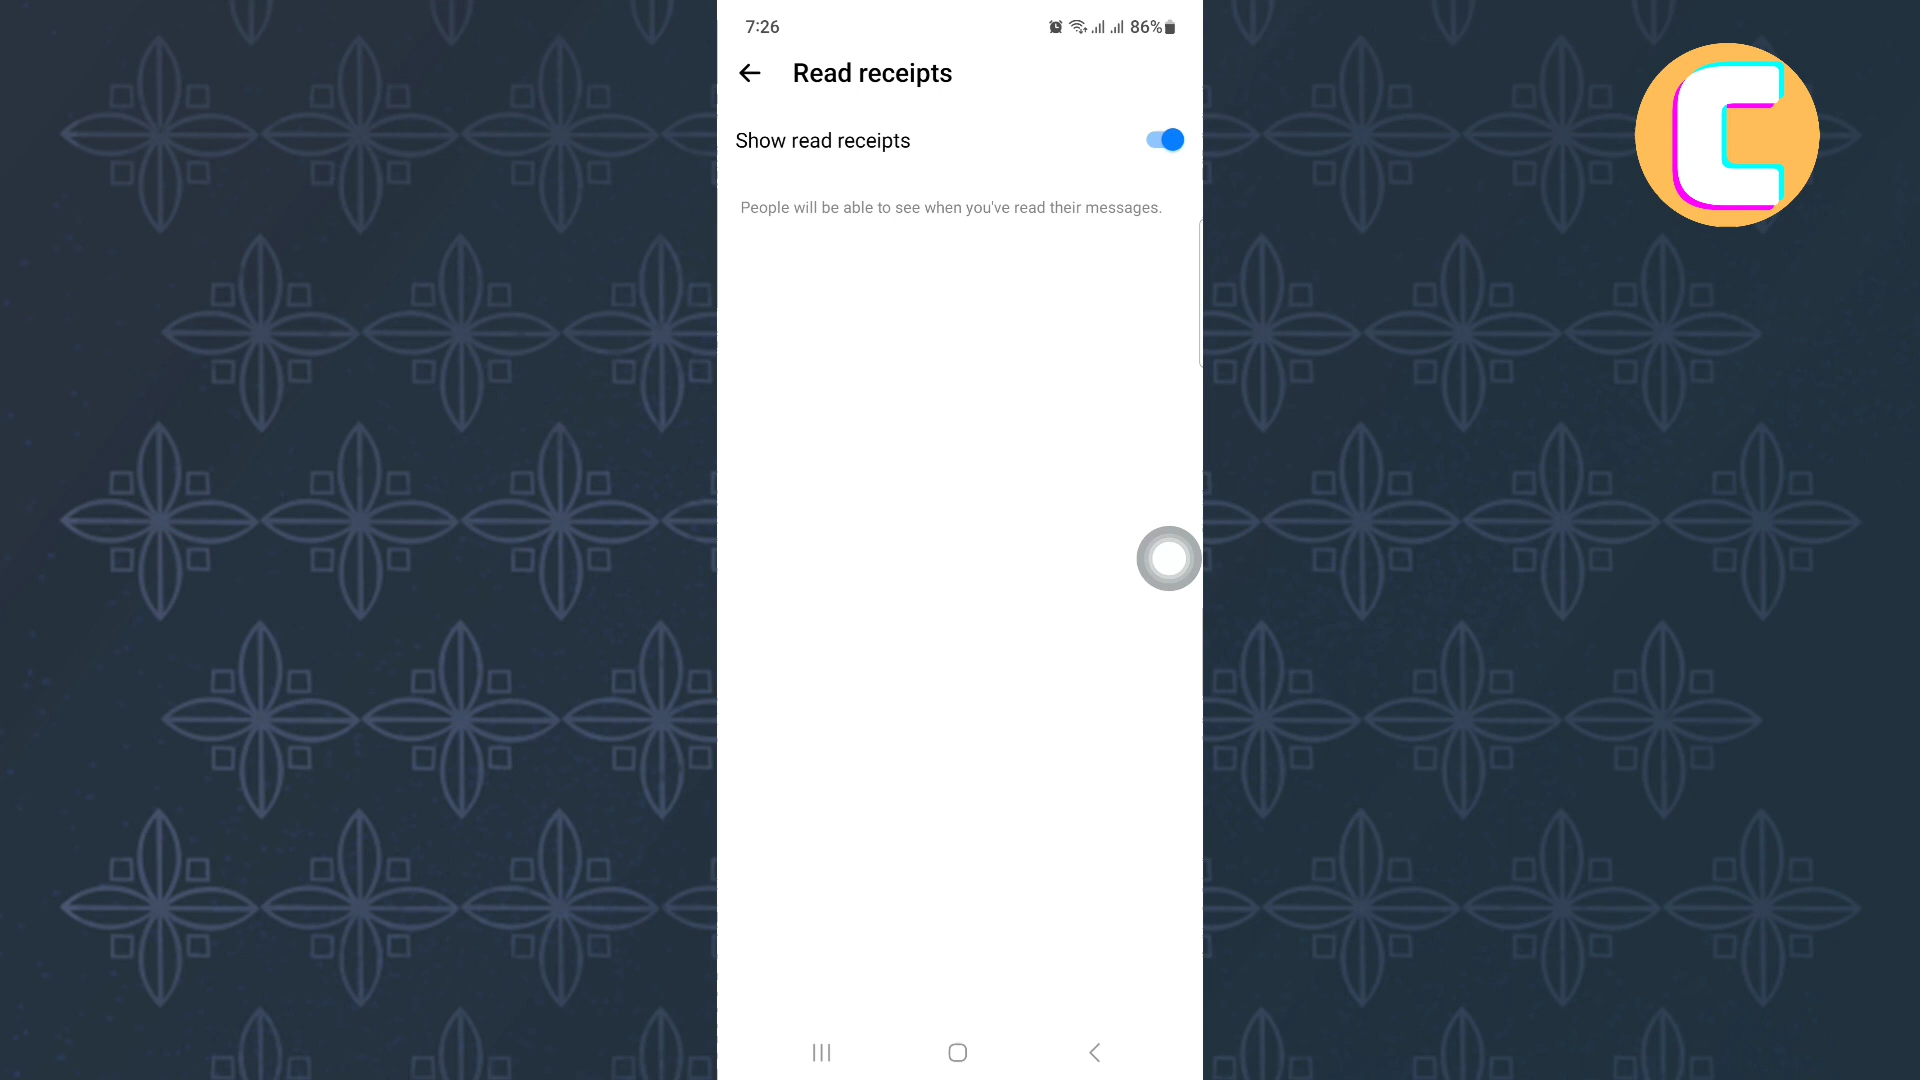 7:26 86%
Read receipts
Show read receipts
People will be able to see when you've read their messages.
C